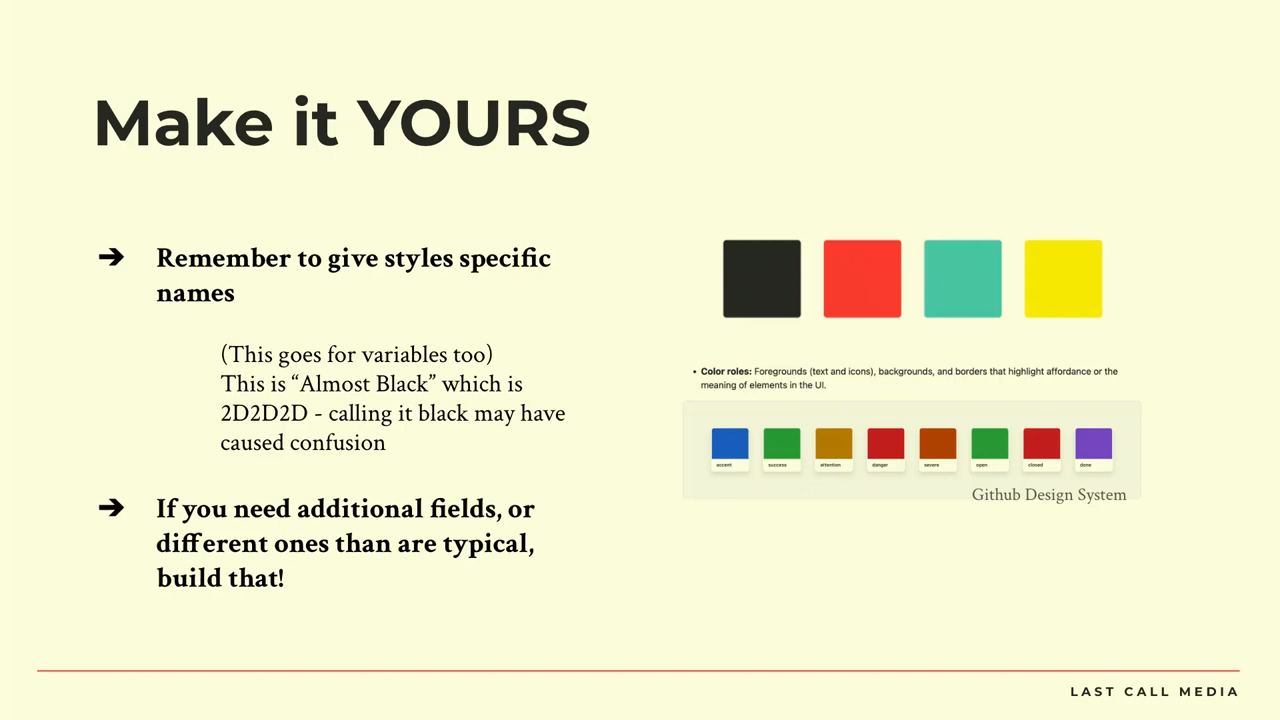 Make it YOURS
➔ Remember to give styles specific
names
(This goes for variables too)
This is “Almost Black” which is
2D2D2D - calling it black may have
caused confusion
➔ If you need additional fields, or
different ones than are typical,
build that!
• Color roles: Foregrounds (text and icons), backgrounds, and borders that highlight affordance or the
meaning of elements in the UI.
accent success attention danger severe open closed done
Github Design System
LAST CALL MEDIA